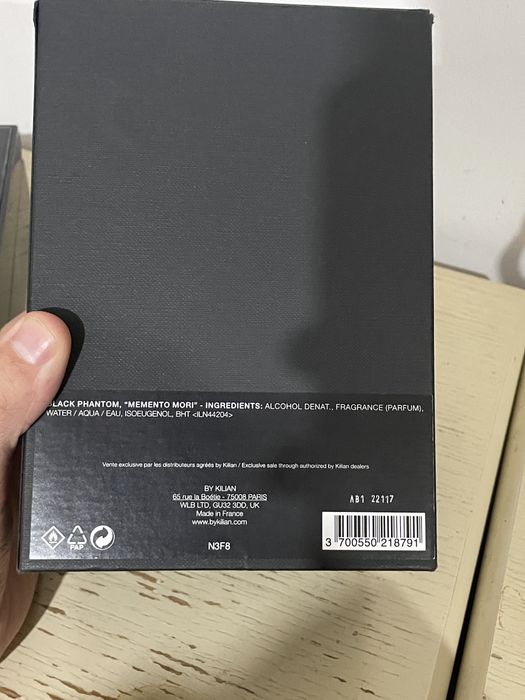 BLACK PHANTOM, "MEMENTO MORI" - INGREDIENTS: ALCOHOL DENAT., FRAGRANCE (PARFUM),
WATER / AQUA / EAU, ISOEUGENOL, BHT <ILN44204>
Vente exclusive par les distributeurs agréés by Kilian / Exclusive sale through authorized by Kilian dealers
BY KILIAN
65 rue la Boétie - 75008 PARIS
WLB LTD, GU32 3DD, UK
Made in France
www.bykilian.com
N3F8
PAP
AB1 22117
3 700550 218791